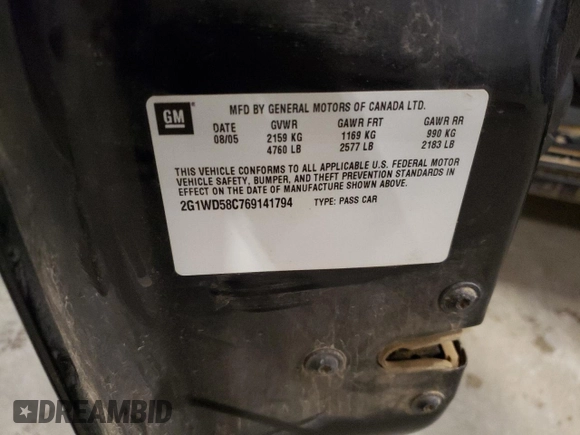 GM
MFD BY GENERAL MOTORS OF CANADA LTD.
DATE GVWR GAWR FRT GAWR RR
08/05 2159 KG 1169 KG 990 KG
4760 LB 2577 LB 2183 LB
THIS VEHICLE CONFORMS TO ALL APPLICABLE U.S. FEDERAL MOTOR
VEHICLE SAFETY, BUMPER, AND THEFT PREVENTION STANDARDS IN
EFFECT ON THE DATE OF MANUFACTURE SHOWN ABOVE.
2G1WD58C769141794 TYPE: PASS CAR
DREAMBID